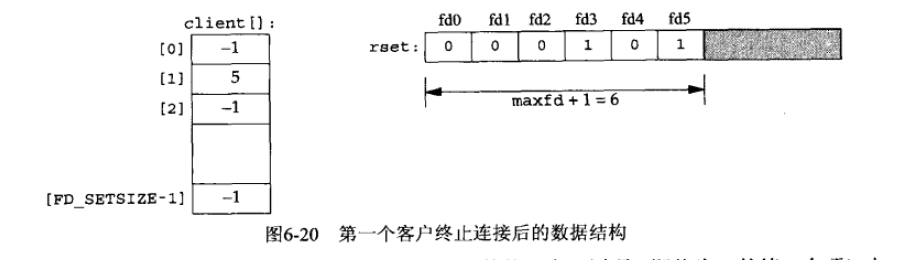 client[]:
[0] -1
[1] 5
[2] -1
[FD_SETSIZE-1] -1
fd0 fd1 fd2 fd3 fd4 fd5
rset: 0 0 0 1 0 1
maxfd + 1 = 6
图6-20 第一个客户终止连接后的数据结构